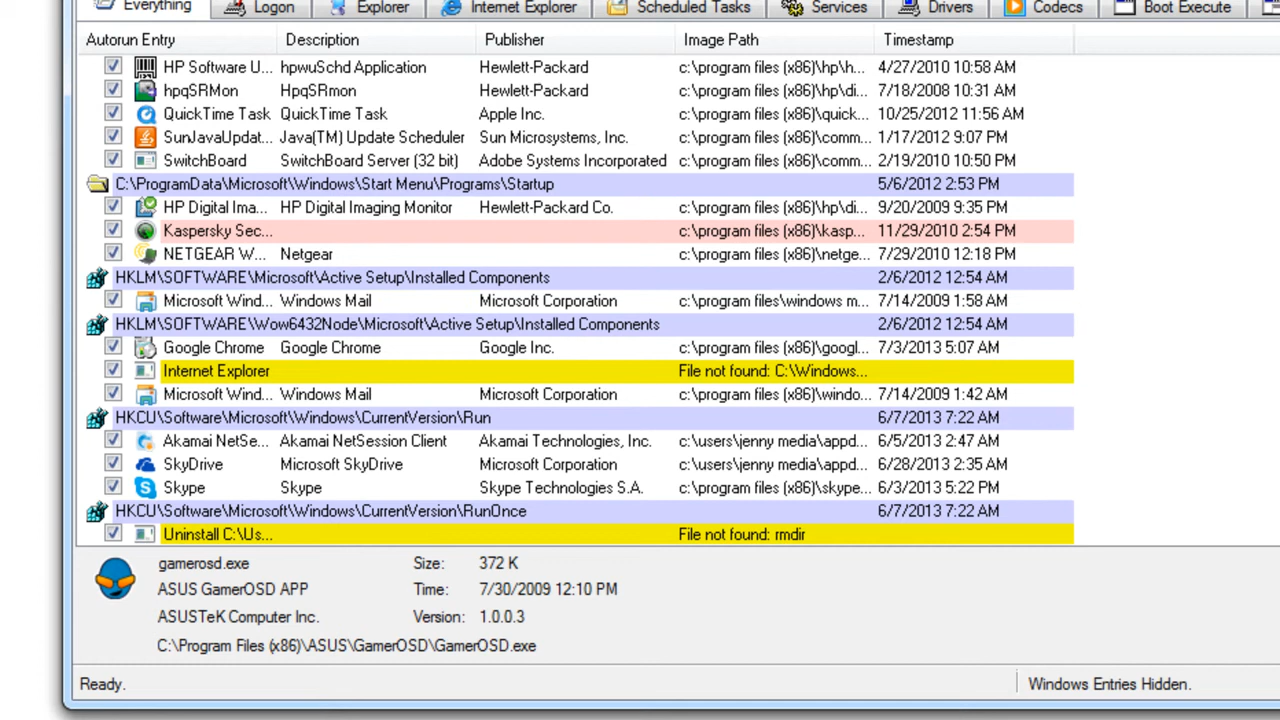 Everything Logon Explorer Internet Explorer Scheduled Tasks Services Drivers Codecs Boot Execute
Autorun Entry Description Publisher Image Path Timestamp
HP Software U... hpwuSchd Application Hewlett-Packard c:\program files (x86)\hp\h... 4/27/2010 10:58 AM
hpqSRMon HpqSRmon Hewlett-Packard c:\program files (x86)\hp\di... 7/18/2008 10:31 AM
QuickTime Task QuickTime Task Apple Inc. c:\program files (x86)\quick... 10/25/2012 11:56 AM
SunJavaUpdat... Java(TM) Update Scheduler Sun Microsystems, Inc. c:\program files (x86)\comm... 1/17/2012 9:07 PM
SwitchBoard SwitchBoard Server (32 bit) Adobe Systems Incorporated c:\program files (x86)\comm... 2/19/2010 10:50 PM
C:\ProgramData\Microsoft\Windows\Start Menu\Programs\Startup 5/6/2012 2:53 PM
HP Digital Ima... HP Digital Imaging Monitor Hewlett-Packard Co. c:\program files (x86)\hp\di... 9/20/2009 9:35 PM
Kaspersky Sec... c:\program files (x86)\kasp... 11/29/2010 2:54 PM
NETGEAR W... Netgear c:\program files (x86)\netge... 7/29/2010 12:18 PM
HKLM\SOFTWARE\Microsoft\Active Setup\Installed Components 2/6/2012 12:54 AM
Microsoft Wind... Windows Mail Microsoft Corporation c:\program files\windows m... 7/14/2009 1:58 AM
HKLM\SOFTWARE\Wow6432Node\Microsoft\Active Setup\Installed Components 2/6/2012 12:54 AM
Google Chrome Google Chrome Google Inc. c:\program files (x86)\googl... 7/3/2013 5:07 AM
Internet Explorer File not found: C:\Windows...
Microsoft Wind... Windows Mail Microsoft Corporation c:\program files (x86)\windo... 7/14/2009 1:42 AM
HKCU\Software\Microsoft\Windows\CurrentVersion\Run 6/7/2013 7:22 AM
Akamai NetSe... Akamai NetSession Client Akamai Technologies, Inc. c:\users\jenny media\appd... 6/5/2013 2:47 AM
SkyDrive Microsoft SkyDrive Microsoft Corporation c:\users\jenny media\appd... 6/28/2013 2:35 AM
Skype Skype Skype Technologies S.A. c:\program files (x86)\skype... 6/3/2013 5:22 PM
HKCU\Software\Microsoft\Windows\CurrentVersion\RunOnce 6/7/2013 7:22 AM
Uninstall C:\Us... File not found: rmdir
gamerosd.exe Size: 372 K
ASUS GamerOSD APP Time: 7/30/2009 12:10 PM
ASUSTeK Computer Inc. Version: 1.0.0.3
C:\Program Files (x86)\ASUS\GamerOSD\GamerOSD.exe
Ready. Windows Entries Hidden.